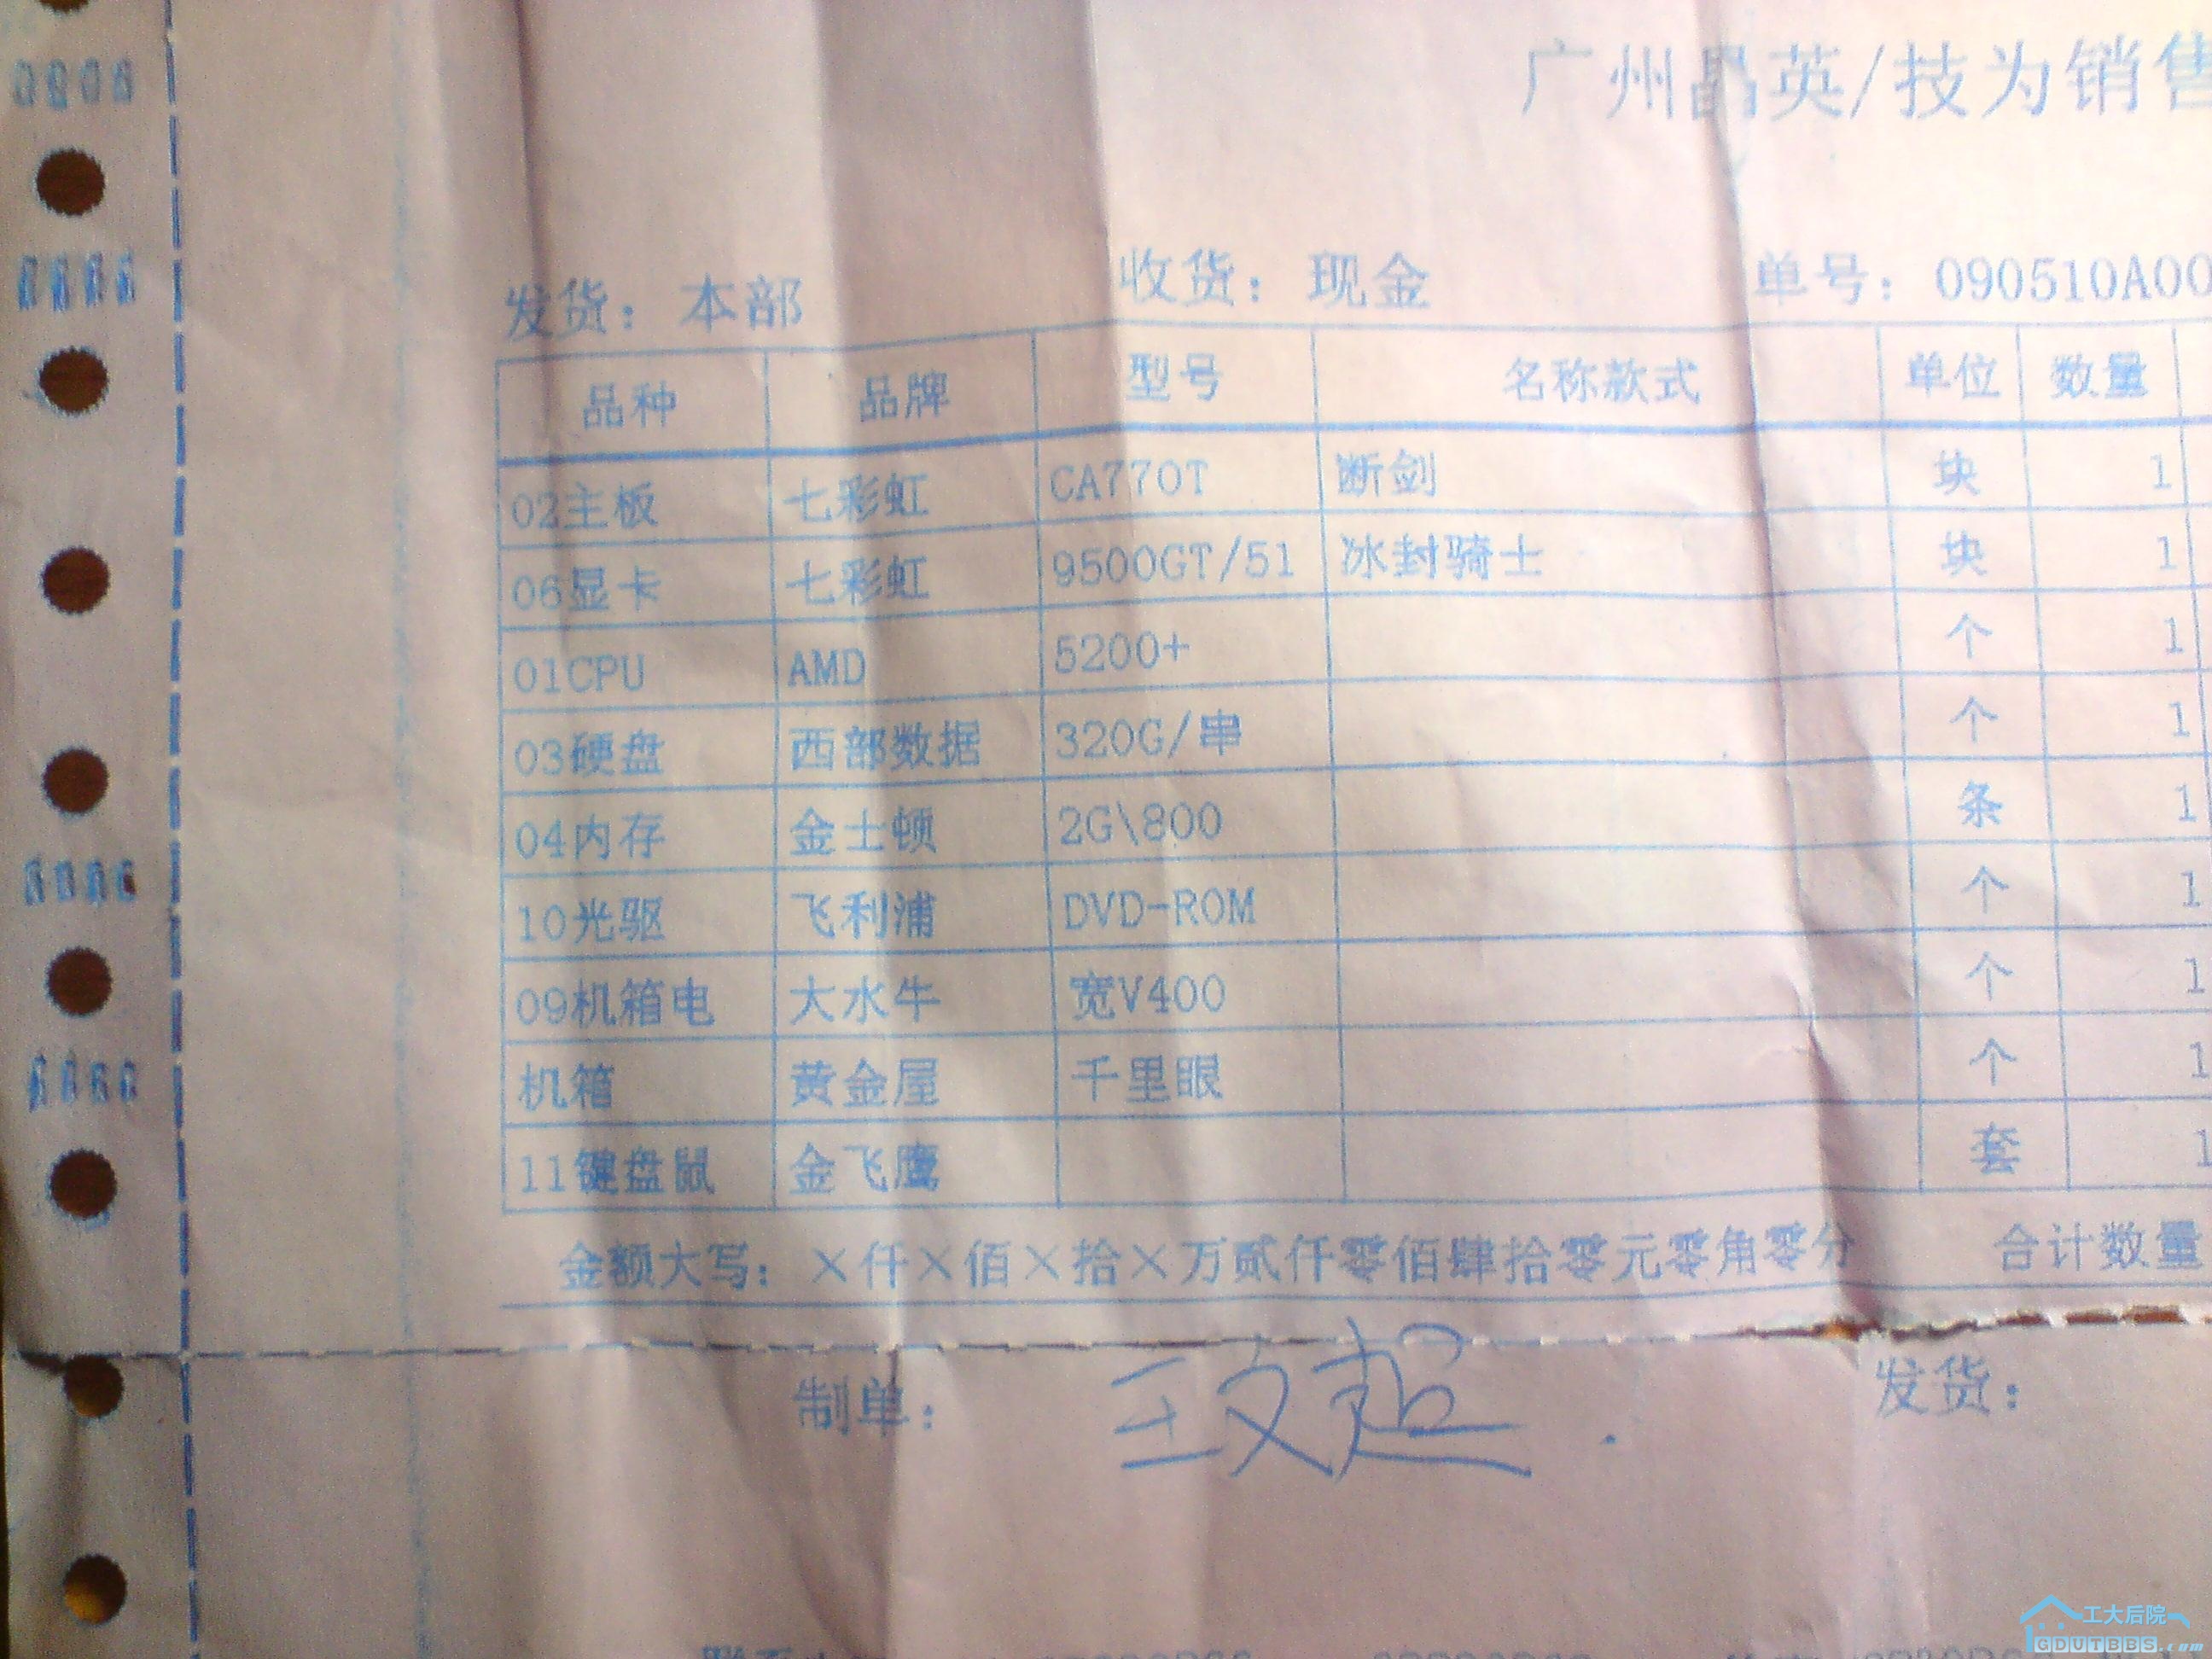 广州晶英/技为销售
发货：本部 收货：现金 单号：090510A00
品种 品牌 型号 名称款式 单位 数量
02主板 七彩虹 CA770T 断剑 块 1
06显卡 七彩虹 9500GT/51 冰封骑士 块 1
01CPU AMD 5200+ 个 1
03硬盘 西部数据 320G/串 个 1
04内存 金士顿 2G\800 条 1
10光驱 飞利浦 DVD-ROM 个 1
09机箱电 大水牛 宽V400 个 1
机箱 黄金屋 千里眼 个 1
11键盘鼠 金飞鹰 套 1
金额大写：×仟×佰×拾×万贰仟零佰肆拾零元零角零分 合计数量
制单： 王文超 发货：
工大后院
GDUTBBS.com